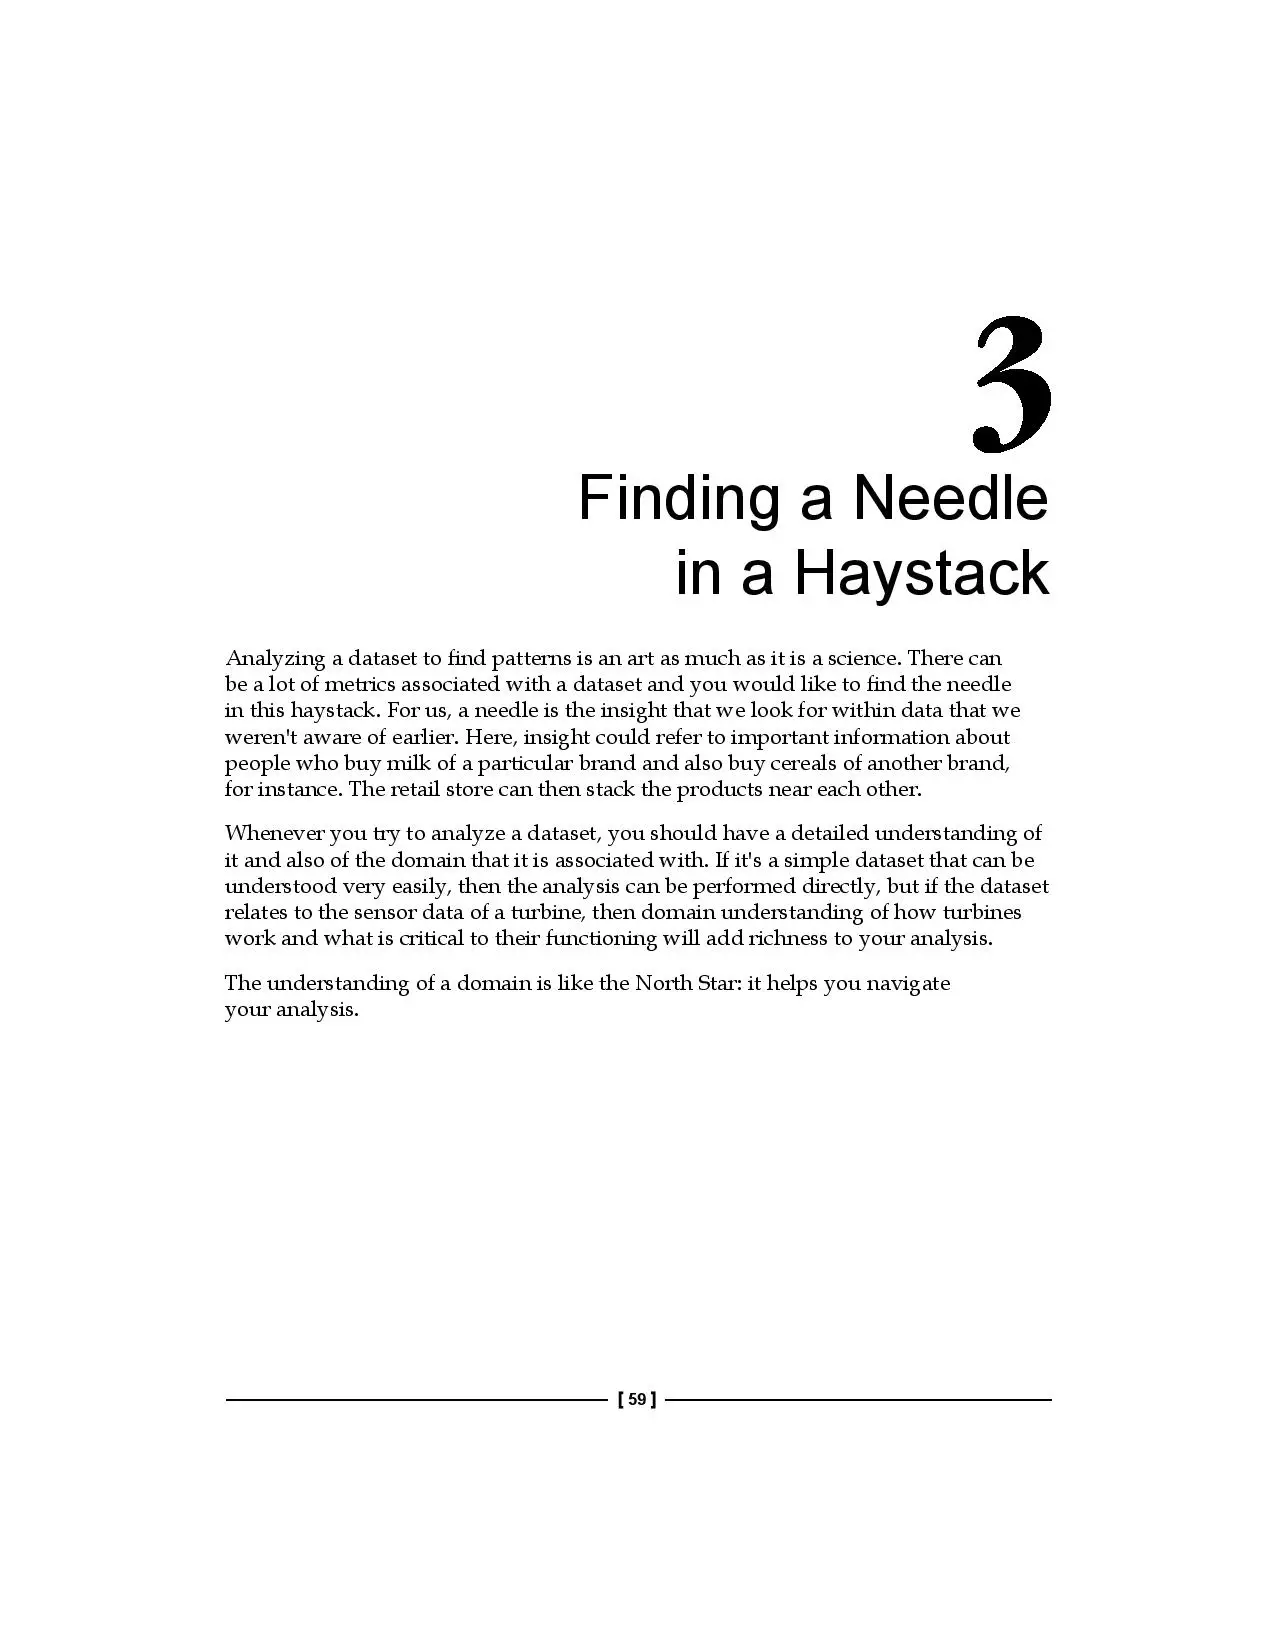 3
Finding a Needle
in a Haystack
Analyzing a dataset to find patterns is an art as much as it is a science. There can
be a lot of metrics associated with a dataset and you would like to find the needle
in this haystack. For us, a needle is the insight that we look for within data that we
weren't aware of earlier. Here, insight could refer to important information about
people who buy milk of a particular brand and also buy cereals of another brand,
for instance. The retail store can then stack the products near each other.
Whenever you try to analyze a dataset, you should have a detailed understanding of
it and also of the domain that it is associated with. If it's a simple dataset that can be
understood very easily, then the analysis can be performed directly, but if the dataset
relates to the sensor data of a turbine, then domain understanding of how turbines
work and what is critical to their functioning will add richness to your analysis.
The understanding of a domain is like the North Star: it helps you navigate
your analysis.
[ 59 ]